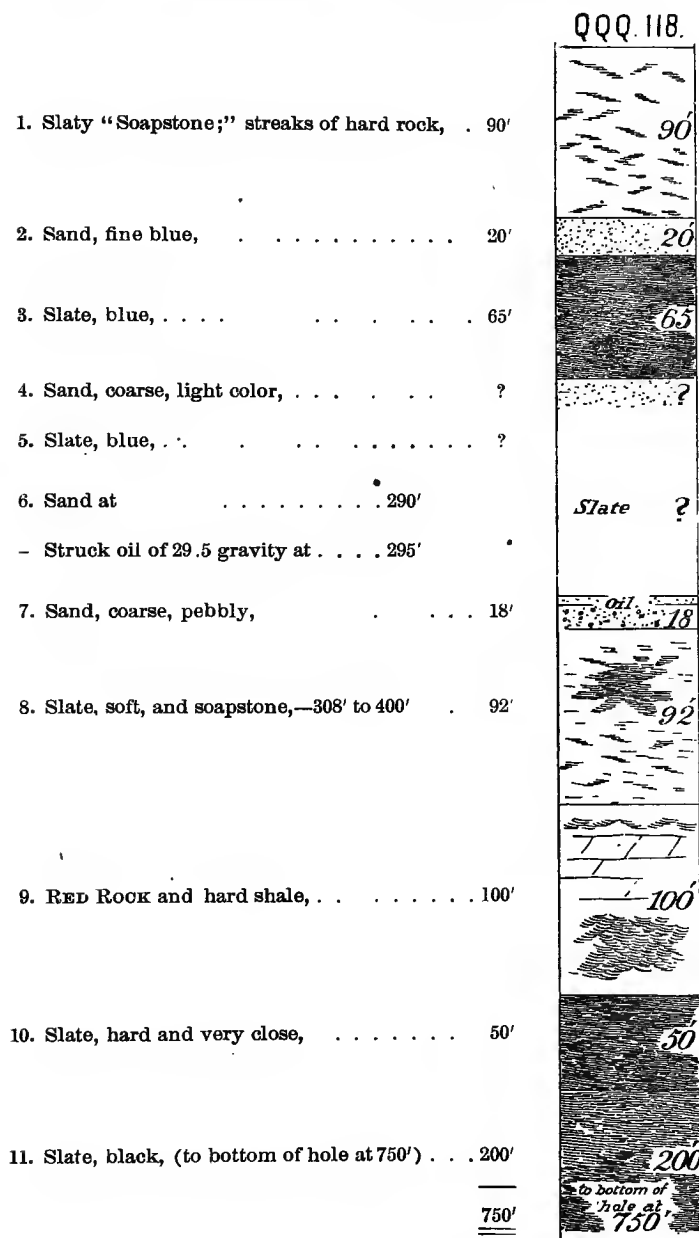 QQQ. 118.
1. Slaty "Soapstone;" streaks of hard rock, . 90'
90'
2. Sand, fine blue, . . . . . . . . . . . 20'
20'
3. Slate, blue, . . . . . . . . . . 65'
65
4. Sand, coarse, light color, . . . . . . ?
?
5. Slate, blue, . . . . . . . . . . . . ?
6. Sand at . . . . . . . . . . 290'
Slate ?
– Struck oil of 29.5 gravity at . . . . 295'
oil
7. Sand, coarse, pebbly, . . . . 18'
18
8. Slate, soft, and soapstone,—308' to 400' . 92'
92'
9. RED ROCK and hard shale, . . . . . . . . . 100'
100'
10. Slate, hard and very close, . . . . . . . 50'
50'
11. Slate, black, (to bottom of hole at 750') . . . 200'
200'
to bottom of
hole at,
750'
750